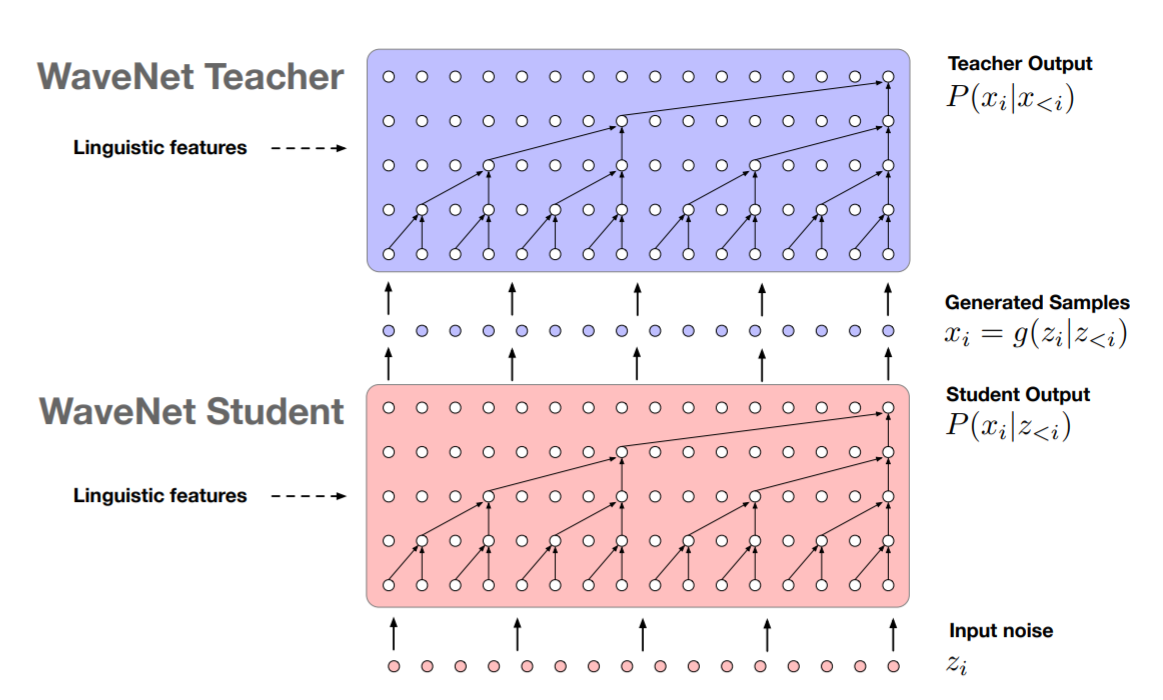 WaveNet Teacher
Linguistic features
Teacher Output
P(x_i|x_{<i})
Generated Samples
x_i = g(z_i|z_{<i})
WaveNet Student
Linguistic features
Student Output
P(x_i|z_{<i})
Input noise
z_i